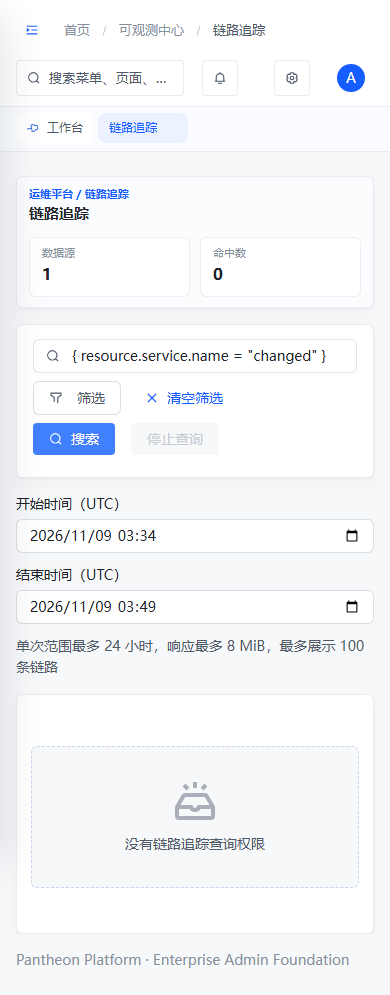 首页 / 可观测中心 / 链路追踪
搜索菜单、页面、...
A
工作台 链路追踪
运维平台 / 链路追踪
链路追踪
数据源 命中数
1 0
{ resource.service.name = "changed" }
筛选 清空筛选
搜索 停止查询
开始时间（UTC）
2026/11/09 03:34
结束时间（UTC）
2026/11/09 03:49
单次范围最多 24 小时，响应最多 8 MiB，最多展示 100
条链路
没有链路追踪查询权限
Pantheon Platform · Enterprise Admin Foundation